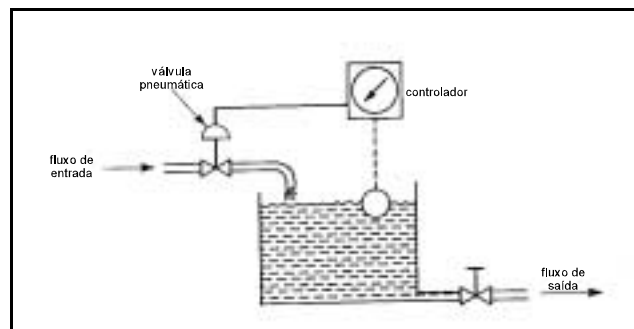 válvula
pneumática
controlador
fluxo de
entrada
fluxo de
saída